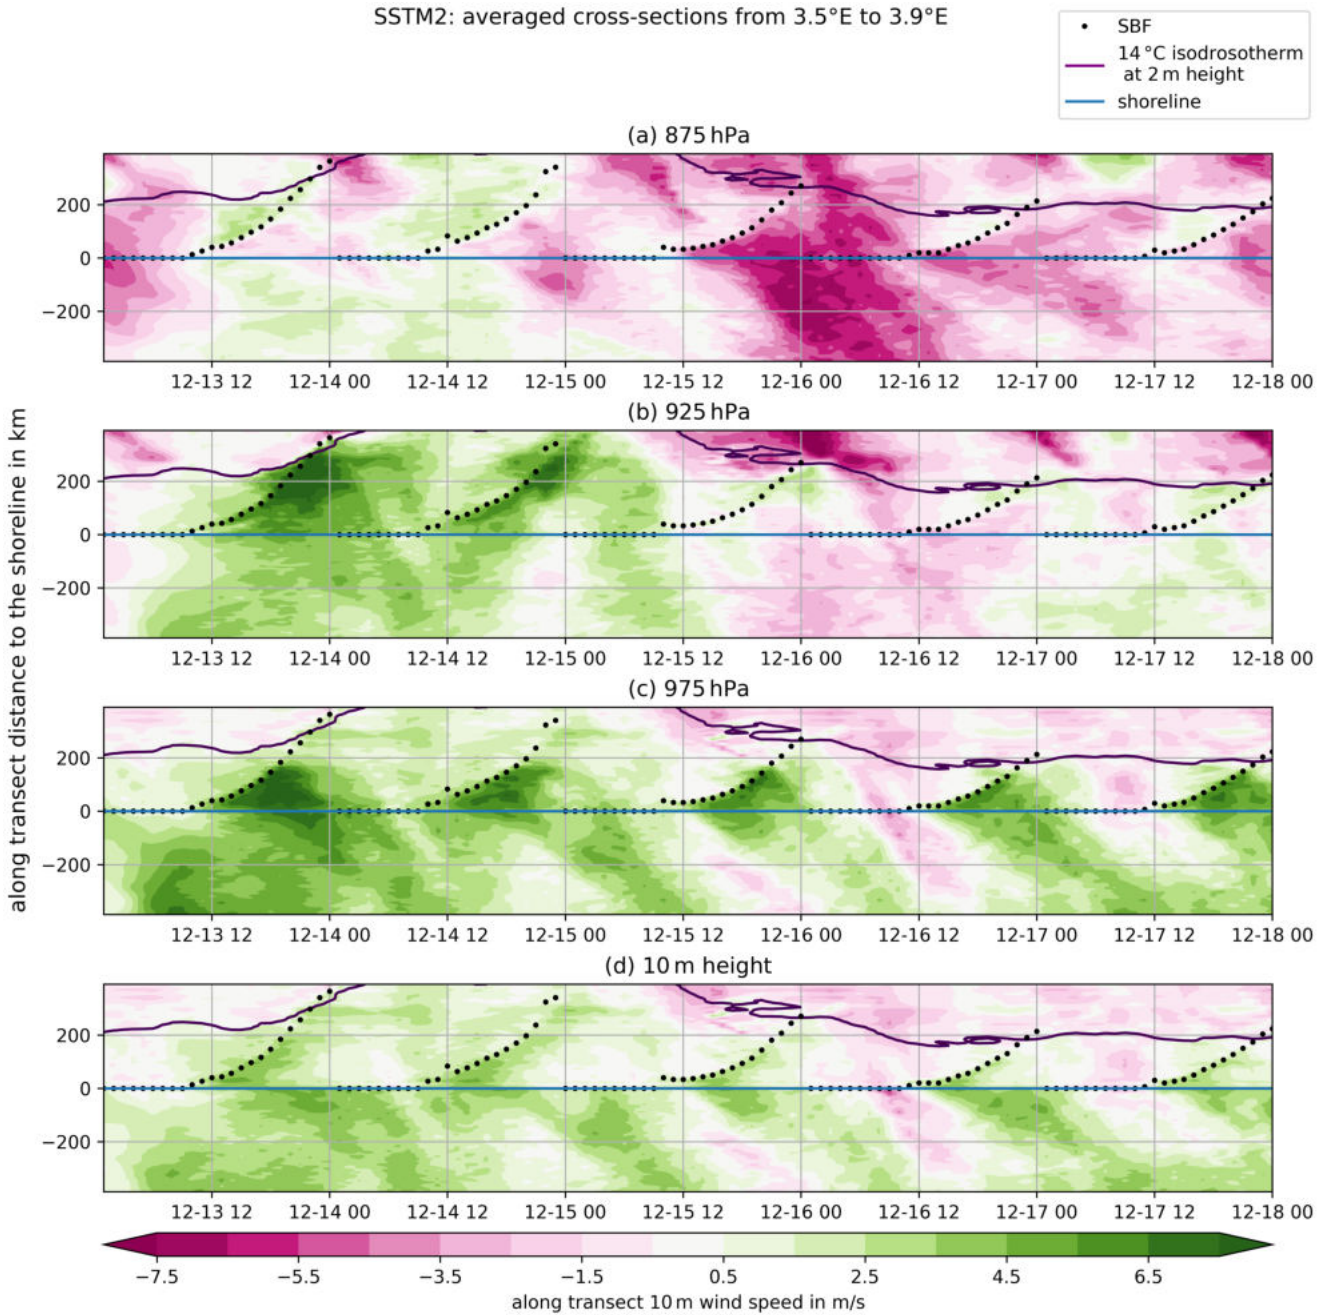 SSTM2: averaged cross-sections from 3.5°E to 3.9°E
SBF
14 °C isodrosotherm
at 2 m height
shoreline
(a) 875 hPa
200
0
−200
12-13 12 12-14 00 12-14 12 12-15 00 12-15 12 12-16 00 12-16 12 12-17 00 12-17 12 12-18 00
(b) 925 hPa
200
0
−200
12-13 12 12-14 00 12-14 12 12-15 00 12-15 12 12-16 00 12-16 12 12-17 00 12-17 12 12-18 00
along transect distance to the shoreline in km
(c) 975 hPa
200
0
−200
12-13 12 12-14 00 12-14 12 12-15 00 12-15 12 12-16 00 12-16 12 12-17 00 12-17 12 12-18 00
(d) 10 m height
200
0
−200
12-13 12 12-14 00 12-14 12 12-15 00 12-15 12 12-16 00 12-16 12 12-17 00 12-17 12 12-18 00
−7.5 −5.5 −3.5 −1.5 0.5 2.5 4.5 6.5
along transect 10 m wind speed in m/s